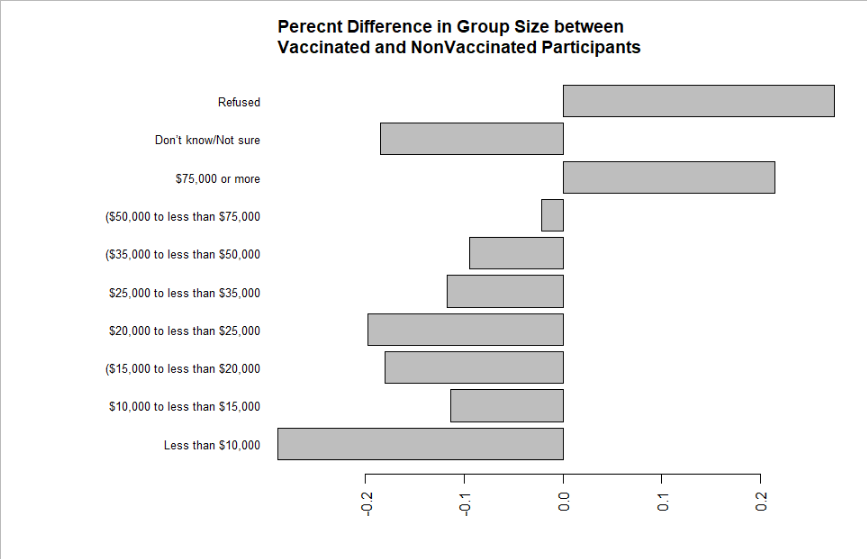 Perecnt Difference in Group Size between
Vaccinated and NonVaccinated Participants
Refused
Don't know/Not sure
$75,000 or more
($50,000 to less than $75,000
($35,000 to less than $50,000
$25,000 to less than $35,000
$20,000 to less than $25,000
($15,000 to less than $20,000
$10,000 to less than $15,000
Less than $10,000
-0.2
-0.1
0.0
0.1
0.2